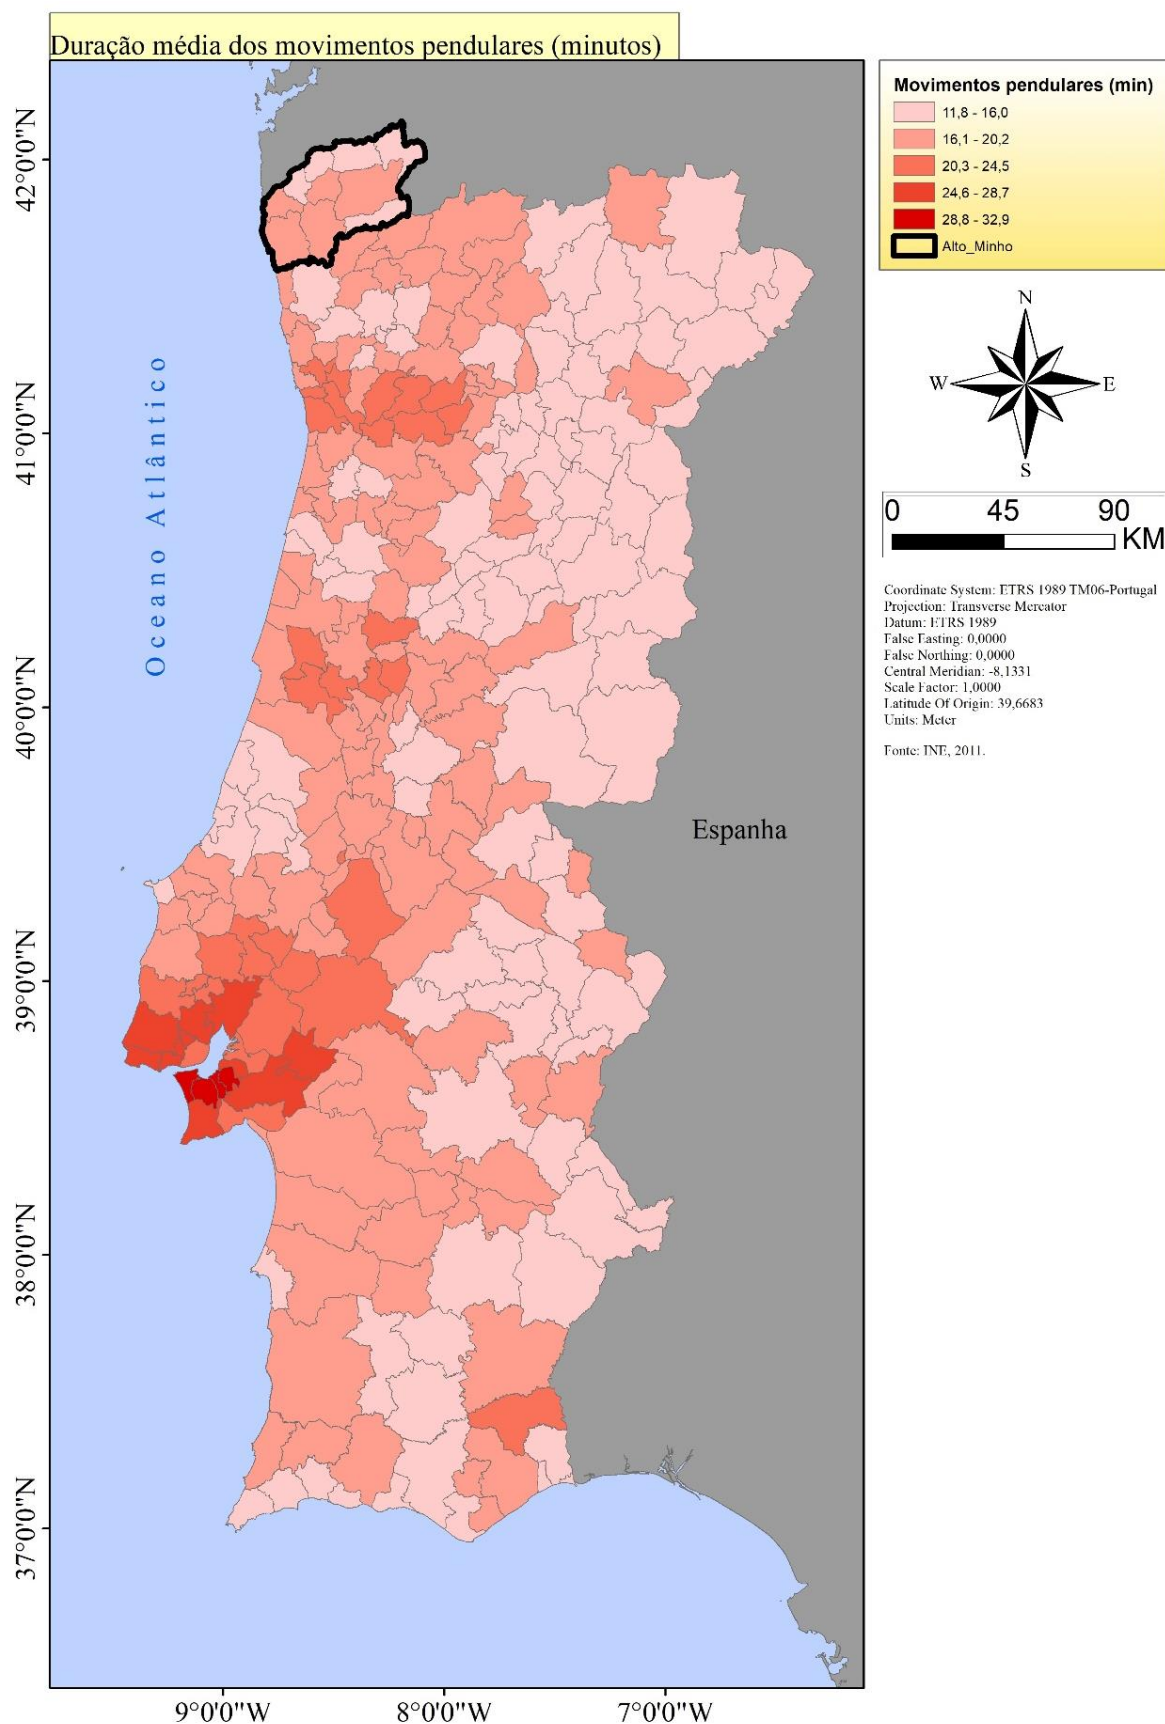 Duração média dos movimentos pendulares (minutos)
Movimentos pendulares (min)
11,8 - 16,0
16,1 - 20,2
20,3 - 24,5
24,6 - 28,7
28,8 - 32,9
Alto_Minho
N
W
E
S
0 45 90
KM
Coordinate System: ETRS 1989 TM06-Portugal
Projection: Transverse Mercator
Datum: ETRS 1989
False Easting: 0,0000
False Northing: 0,0000
Central Meridian: -8,1331
Scale Factor: 1,0000
Latitude Of Origin: 39,6683
Units: Meter
Fonte: INE, 2011.
Oceano Atlântico
Espanha
42°0'0"N
41°0'0"N
40°0'0"N
39°0'0"N
38°0'0"N
37°0'0"N
9°0'0"W
8°0'0"W
7°0'0"W